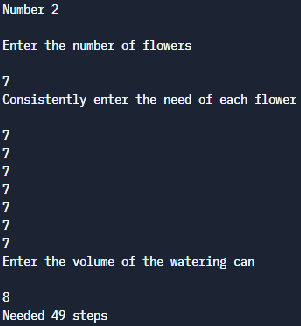 Number 2
Enter the number of flowers
7
Consistently enter the need of each flower
7
7
7
7
7
7
7
Enter the volume of the watering can
8
Needed 49 steps